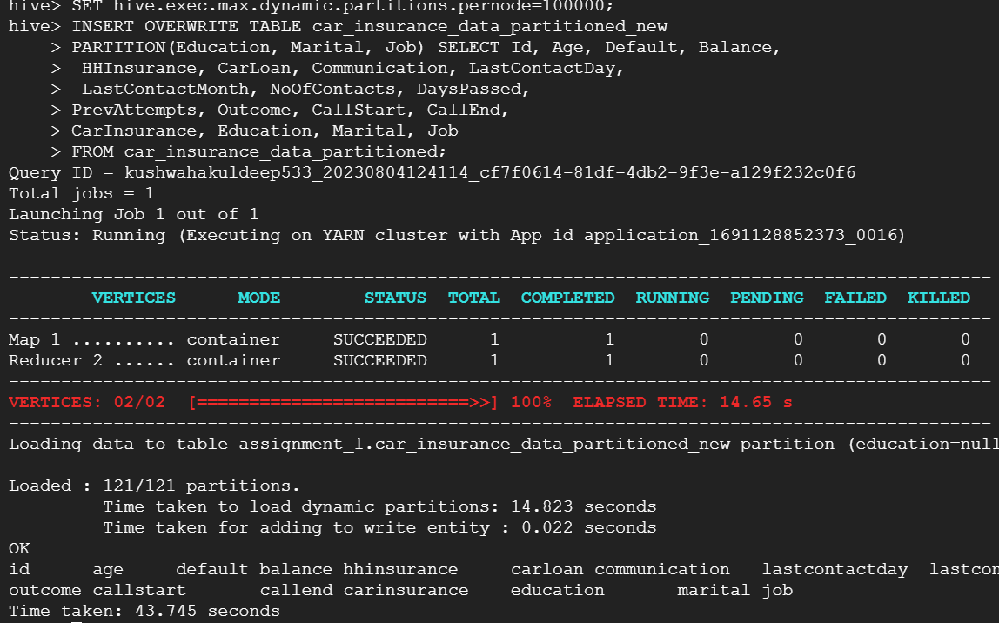 hive> SET hive.exec.max.dynamic.partitions.pernode=100000;
hive> INSERT OVERWRITE TABLE car_insurance_data_partitioned_new
    > PARTITION(Education, Marital, Job) SELECT Id, Age, Default, Balance,
    >  HHInsurance, CarLoan, Communication, LastContactDay,
    >  LastContactMonth, NoOfContacts, DaysPassed,
    > PrevAttempts, Outcome, CallStart, CallEnd,
    > CarInsurance, Education, Marital, Job
    > FROM car_insurance_data_partitioned;
Query ID = kushwahakuldeep533_20230804124114_cf7f0614-81df-4db2-9f3e-a129f232c0f6
Total jobs = 1
Launching Job 1 out of 1
Status: Running (Executing on YARN cluster with App id application_1691128852373_0016)
----------------------------------------------------------------------------------------------
        VERTICES      MODE        STATUS  TOTAL  COMPLETED  RUNNING  PENDING  FAILED  KILLED
----------------------------------------------------------------------------------------------
Map 1 .......... container     SUCCEEDED      1          1        0        0       0       0
Reducer 2 ...... container     SUCCEEDED      1          1        0        0       0       0
----------------------------------------------------------------------------------------------
VERTICES: 02/02  [==========================>>] 100%  ELAPSED TIME: 14.65 s
----------------------------------------------------------------------------------------------
Loading data to table assignment_1.car_insurance_data_partitioned_new partition (education=null
Loaded : 121/121 partitions.
         Time taken to load dynamic partitions: 14.823 seconds
         Time taken for adding to write entity : 0.022 seconds
OK
id      age     default balance hhinsurance     carloan communication   lastcontactday  lastcon
outcome callstart       callend carinsurance    education       marital job
Time taken: 43.745 seconds